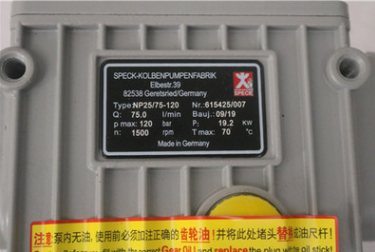 SPECK-KOLBENPUMPENFABRIK
Elbestr.39
82538 Geretsried/Germany
Type: NP25/75-120 Nr.: 615425/007
Q: 75.0 l/min Bauj.: 09/19
p max: 120 bar P: 19.2 KW
n: 1500 rpm T max: 70 °C
Made in Germany
注意:泵内无油,使用前必须加注正确的齿轮油!并将此处堵头替换成油尺杆!
the correct Gear Oil! and replace the plug with oil stick!